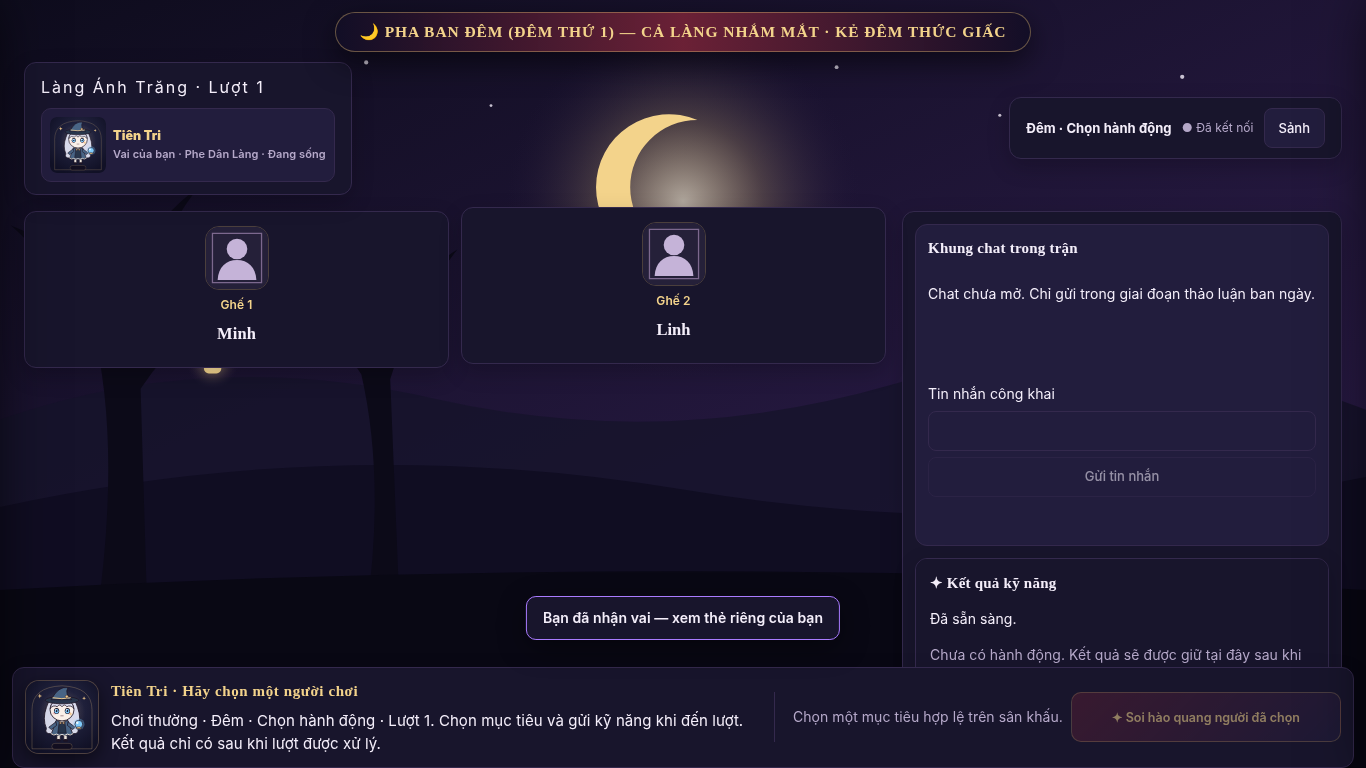 🌙 PHA BAN ĐÊM (ĐÊM THỨ 1) — CẢ LÀNG NHẮM MẮT · KẺ ĐÊM THỨC GIẤC
Làng Ánh Trăng · Lượt 1
Tiên Tri
Vai của bạn · Phe Dân Làng · Đang sống
Đêm · Chọn hành động
Đã kết nối
Sảnh
Ghế 1
Minh
Ghế 2
Linh
Khung chat trong trận
Chat chưa mở. Chỉ gửi trong giai đoạn thảo luận ban ngày.
Tin nhắn công khai
Gửi tin nhắn
✦ Kết quả kỹ năng
Đã sẵn sàng.
Chưa có hành động. Kết quả sẽ được giữ tại đây sau khi
Bạn đã nhận vai — xem thẻ riêng của bạn
Tiên Tri · Hãy chọn một người chơi
Chơi thường · Đêm · Chọn hành động · Lượt 1. Chọn mục tiêu và gửi kỹ năng khi đến lượt.
Kết quả chỉ có sau khi lượt được xử lý.
Chọn một mục tiêu hợp lệ trên sân khấu.
✦ Soi hào quang người đã chọn